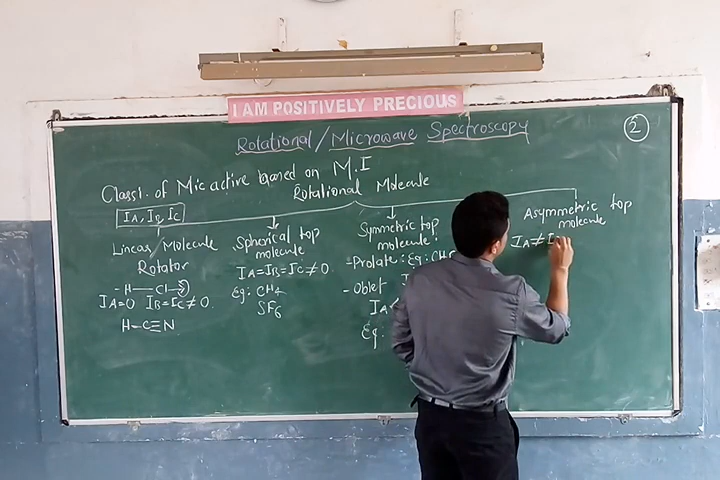 I AM POSITIVELY PRECIOUS
Rotational/Microwave Spectroscopy
2
Classt. of Mic active based on M.I
Rotational Molecule
IA, IB, IC
Linear Molecule
Rotator
- H — Cl
IA=0 IB=IC≠0.
H-C≡N
Spherical top
molecule
IA=IB=IC≠0.
Eg: CH4
SF6
Symmetric top
molecule:
- Prolate: Eg: CH3
- Oblet
IA
Eg:
Asymmetric top
molecule
IA≠I